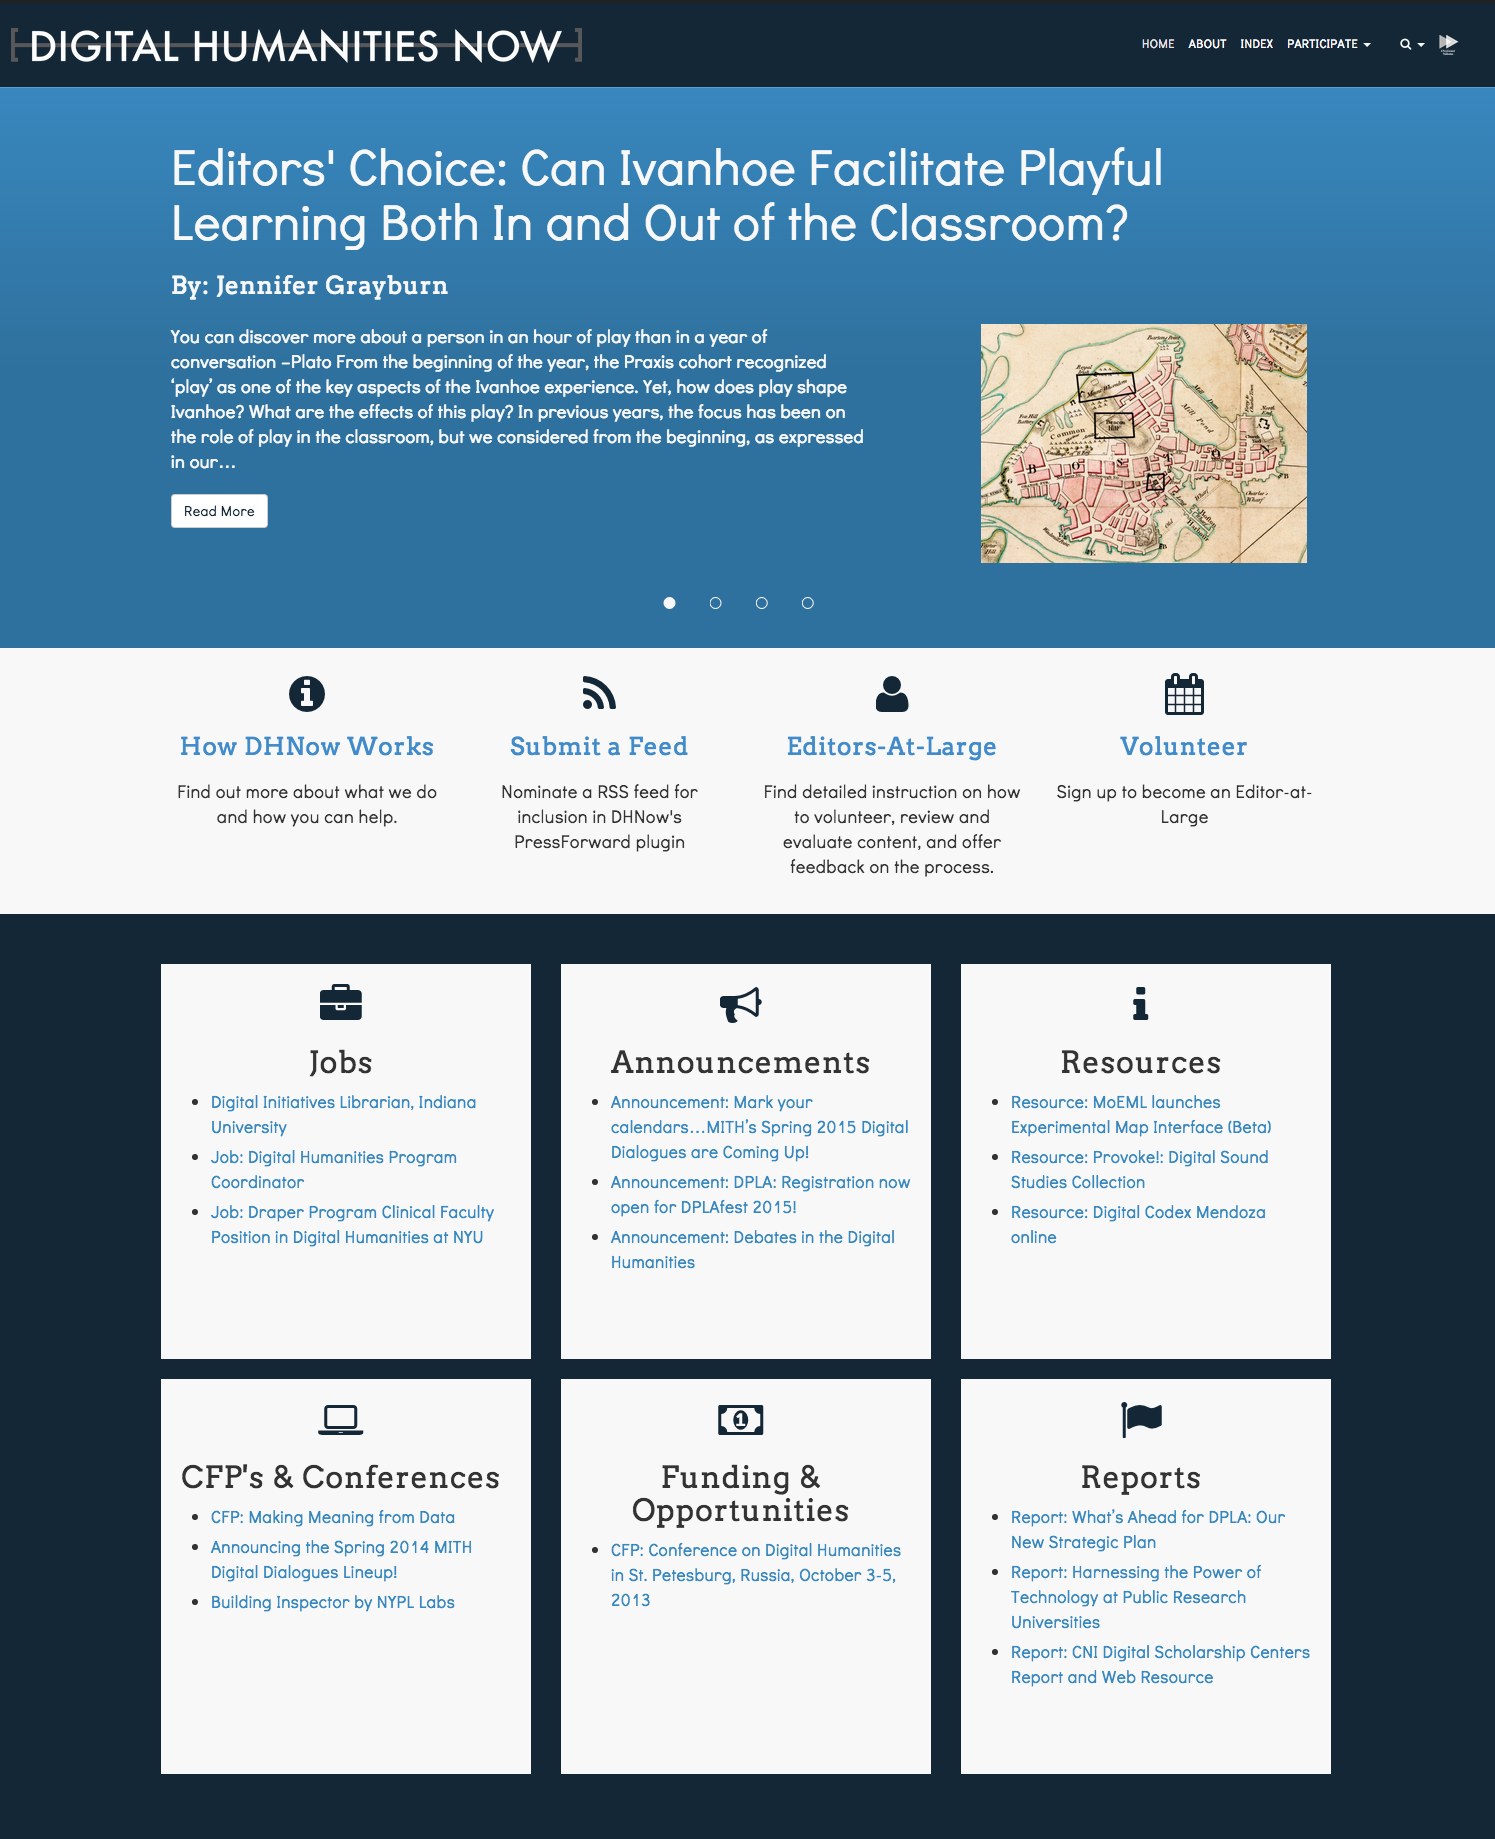 DIGITAL HUMANITIES NOW
HOME ABOUT INDEX PARTICIPATE
Editors' Choice: Can Ivanhoe Facilitate Playful
Learning Both In and Out of the Classroom?
By: Jennifer Grayburn
You can discover more about a person in an hour of play than in a year of
conversation –Plato From the beginning of the year, the Praxis cohort recognized
‘play’ as one of the key aspects of the Ivanhoe experience. Yet, how does play shape
Ivanhoe? What are the effects of this play? In previous years, the focus has been on
the role of play in the classroom, but we considered from the beginning, as expressed
in our…
Read More
Common
Beacon
Hill
Mill Pond
BOSTON
How DHNow Works
Find out more about what we do
and how you can help.
Submit a Feed
Nominate a RSS feed for
inclusion in DHNow's
PressForward plugin
Editors-At-Large
Find detailed instruction on how
to volunteer, review and
evaluate content, and offer
feedback on the process.
Volunteer
Sign up to become an Editor-at-
Large
Jobs
Digital Initiatives Librarian, Indiana
University
Job: Digital Humanities Program
Coordinator
Job: Draper Program Clinical Faculty
Position in Digital Humanities at NYU
Announcements
Announcement: Mark your
calendars…MITH’s Spring 2015 Digital
Dialogues are Coming Up!
Announcement: DPLA: Registration now
open for DPLAfest 2015!
Announcement: Debates in the Digital
Humanities
Resources
Resource: MoEML launches
Experimental Map Interface (Beta)
Resource: Provoke!: Digital Sound
Studies Collection
Resource: Digital Codex Mendoza
online
CFP's & Conferences
CFP: Making Meaning from Data
Announcing the Spring 2014 MITH
Digital Dialogues Lineup!
Building Inspector by NYPL Labs
Funding &
Opportunities
CFP: Conference on Digital Humanities
in St. Petesburg, Russia, October 3-5,
2013
Reports
Report: What’s Ahead for DPLA: Our
New Strategic Plan
Report: Harnessing the Power of
Technology at Public Research
Universities
Report: CNI Digital Scholarship Centers
Report and Web Resource